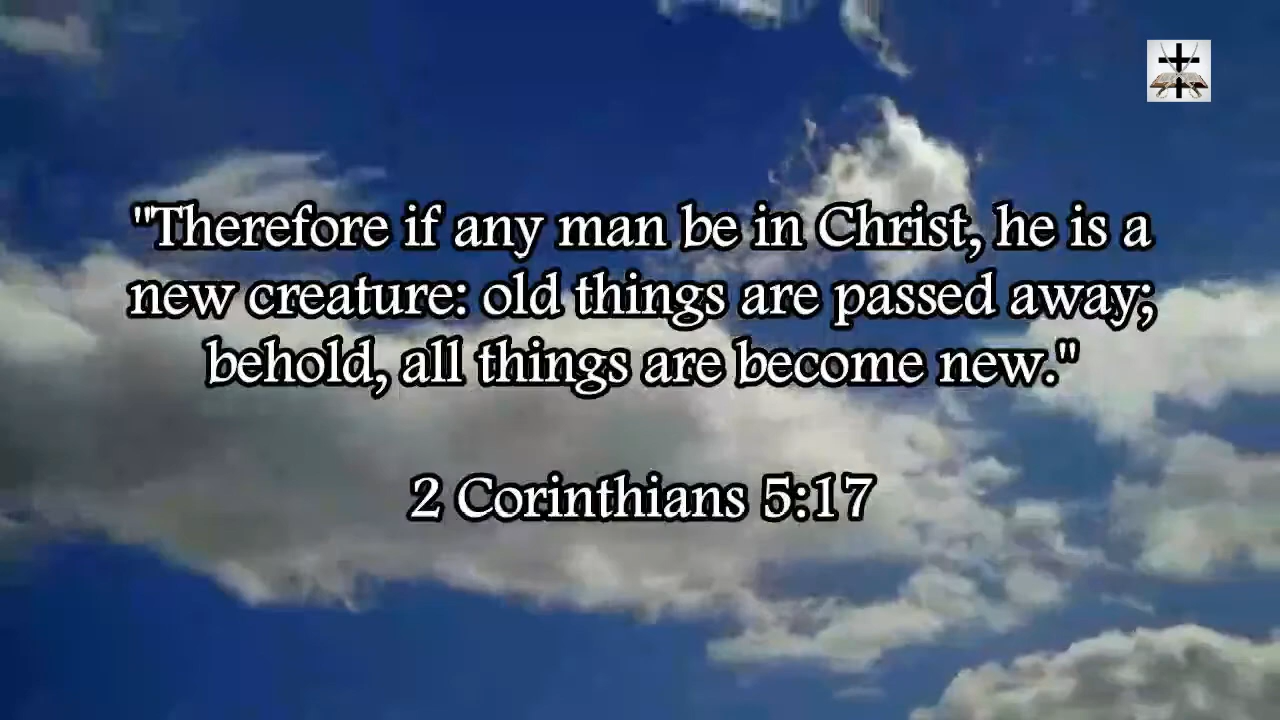 "Therefore if any man be in Christ, he is a
new creature: old things are passed away;
behold, all things are become new."
2 Corinthians 5:17